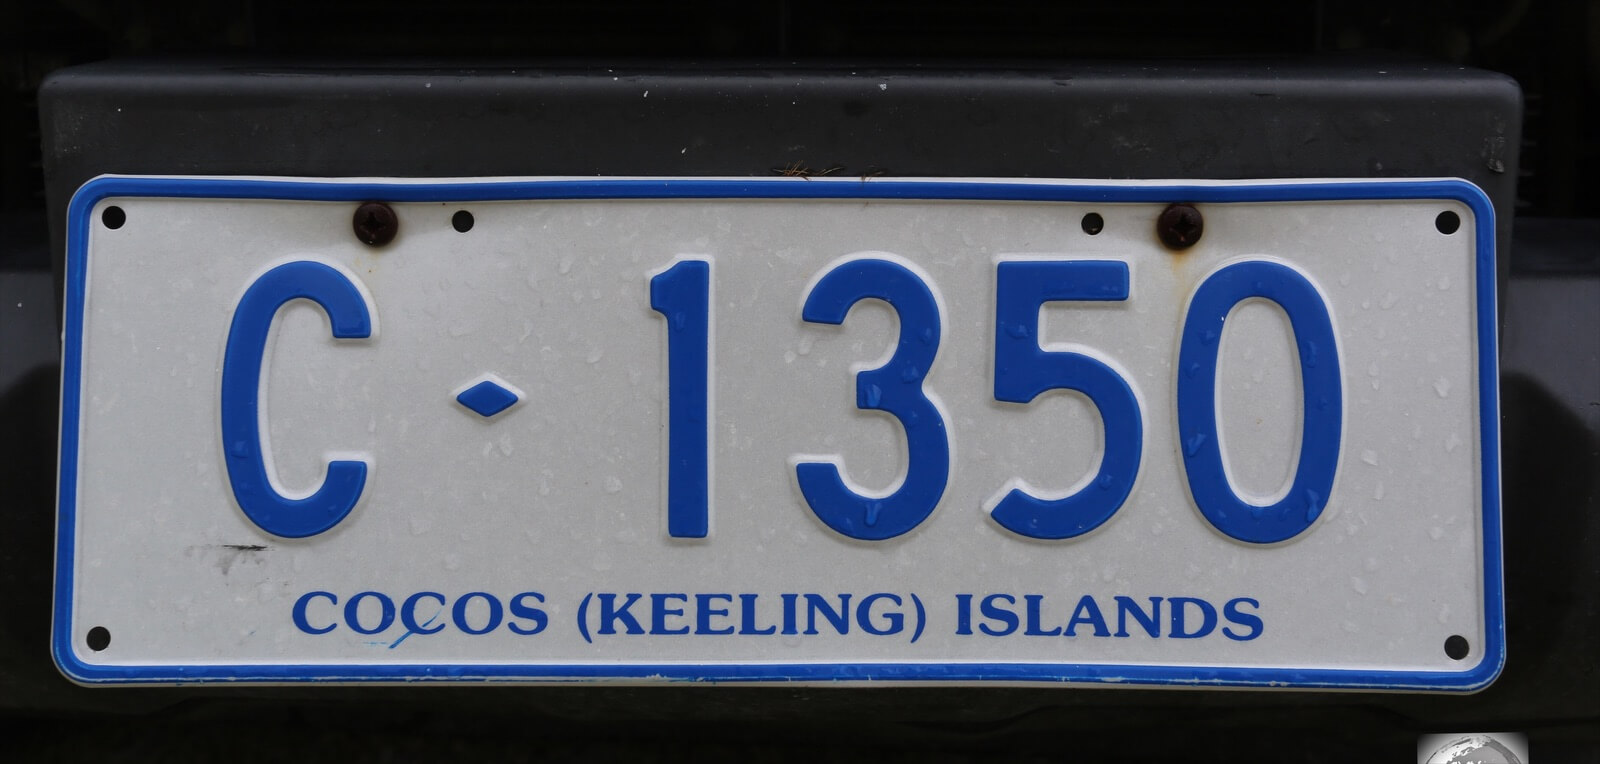 C⬥1350
COCOS (KEELING) ISLANDS